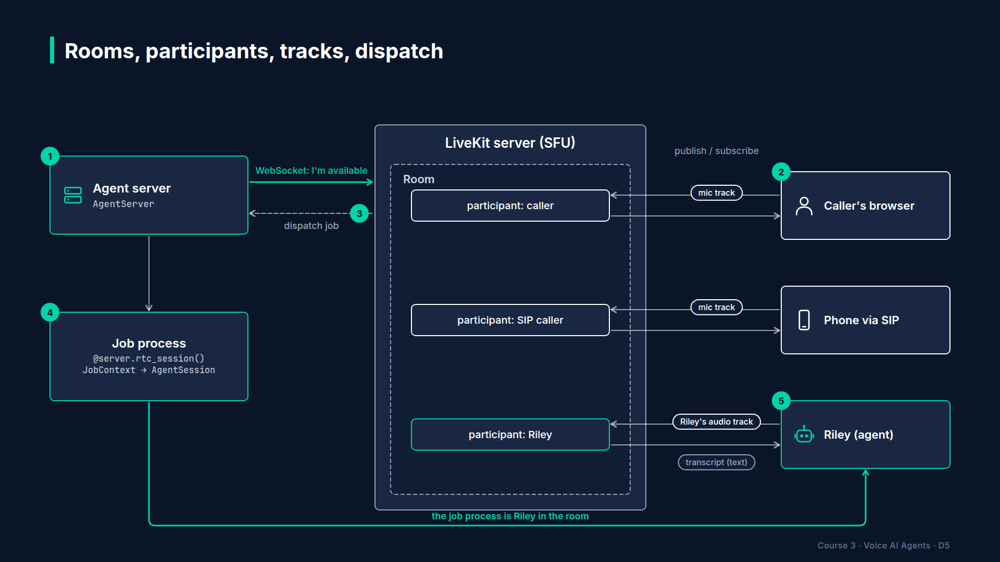 Rooms, participants, tracks, dispatch
1
Agent server
AgentServer
WebSocket: I'm available
3
dispatch job
4
Job process
@server.rtc_session()
JobContext → AgentSession
LiveKit server (SFU)
Room
participant: caller
participant: SIP caller
participant: Riley
publish / subscribe
mic track
2
Caller's browser
mic track
Phone via SIP
Riley's audio track
transcript (text)
5
Riley (agent)
the job process is Riley in the room
Course 3 · Voice AI Agents · D5